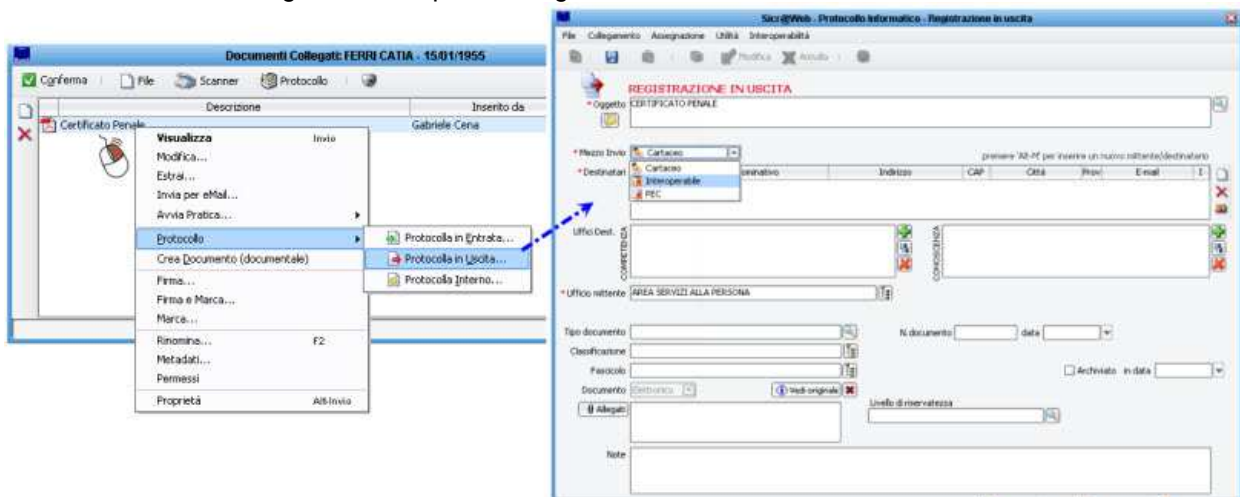 Documenti Collegati: FERRI CATIA - 15/01/1955
Conferma File Scanner Protocollo
Descrizione Inserito da
Certificato Penale Gabriele Cena
Visualizza Invio
Modifica...
Estrai...
Invia per eMail...
Avvia Pratica...
Protocollo
Crea Documento (documentale)
Firma...
Firma e Marca...
Marca...
Rinomina... F2
Metadati...
Permessi
Proprietà Alt-Invio
Protocolla in Entrata...
Protocolla in Uscita...
Protocolla Interno...
Sicr@Web - Protocollo Informatico - Registrazione in uscita
File Collegamento Assegnazione Utilità Interoperabilità
Modifica Annulla
REGISTRAZIONE IN USCITA
* Oggetto CERTIFICATO PENALE
* Mezzo Invio Cartaceo
Cartaceo
Interoperabile
PEC
premere 'Alt-M' per inserire un nuovo mittente/destinatario
* Destinatari Nominativo Indirizzo CAP Città Prov E-mail
Uffici Dest. COMPETENZA CONOSCENZA
* Ufficio mittente AREA SERVIZI ALLA PERSONA
Tipo documento N. documento data
Classificazione
Fascicolo Archiviato in data
Documento Elettronico Vedi originale
Allegati Livello di riservatezza
Note